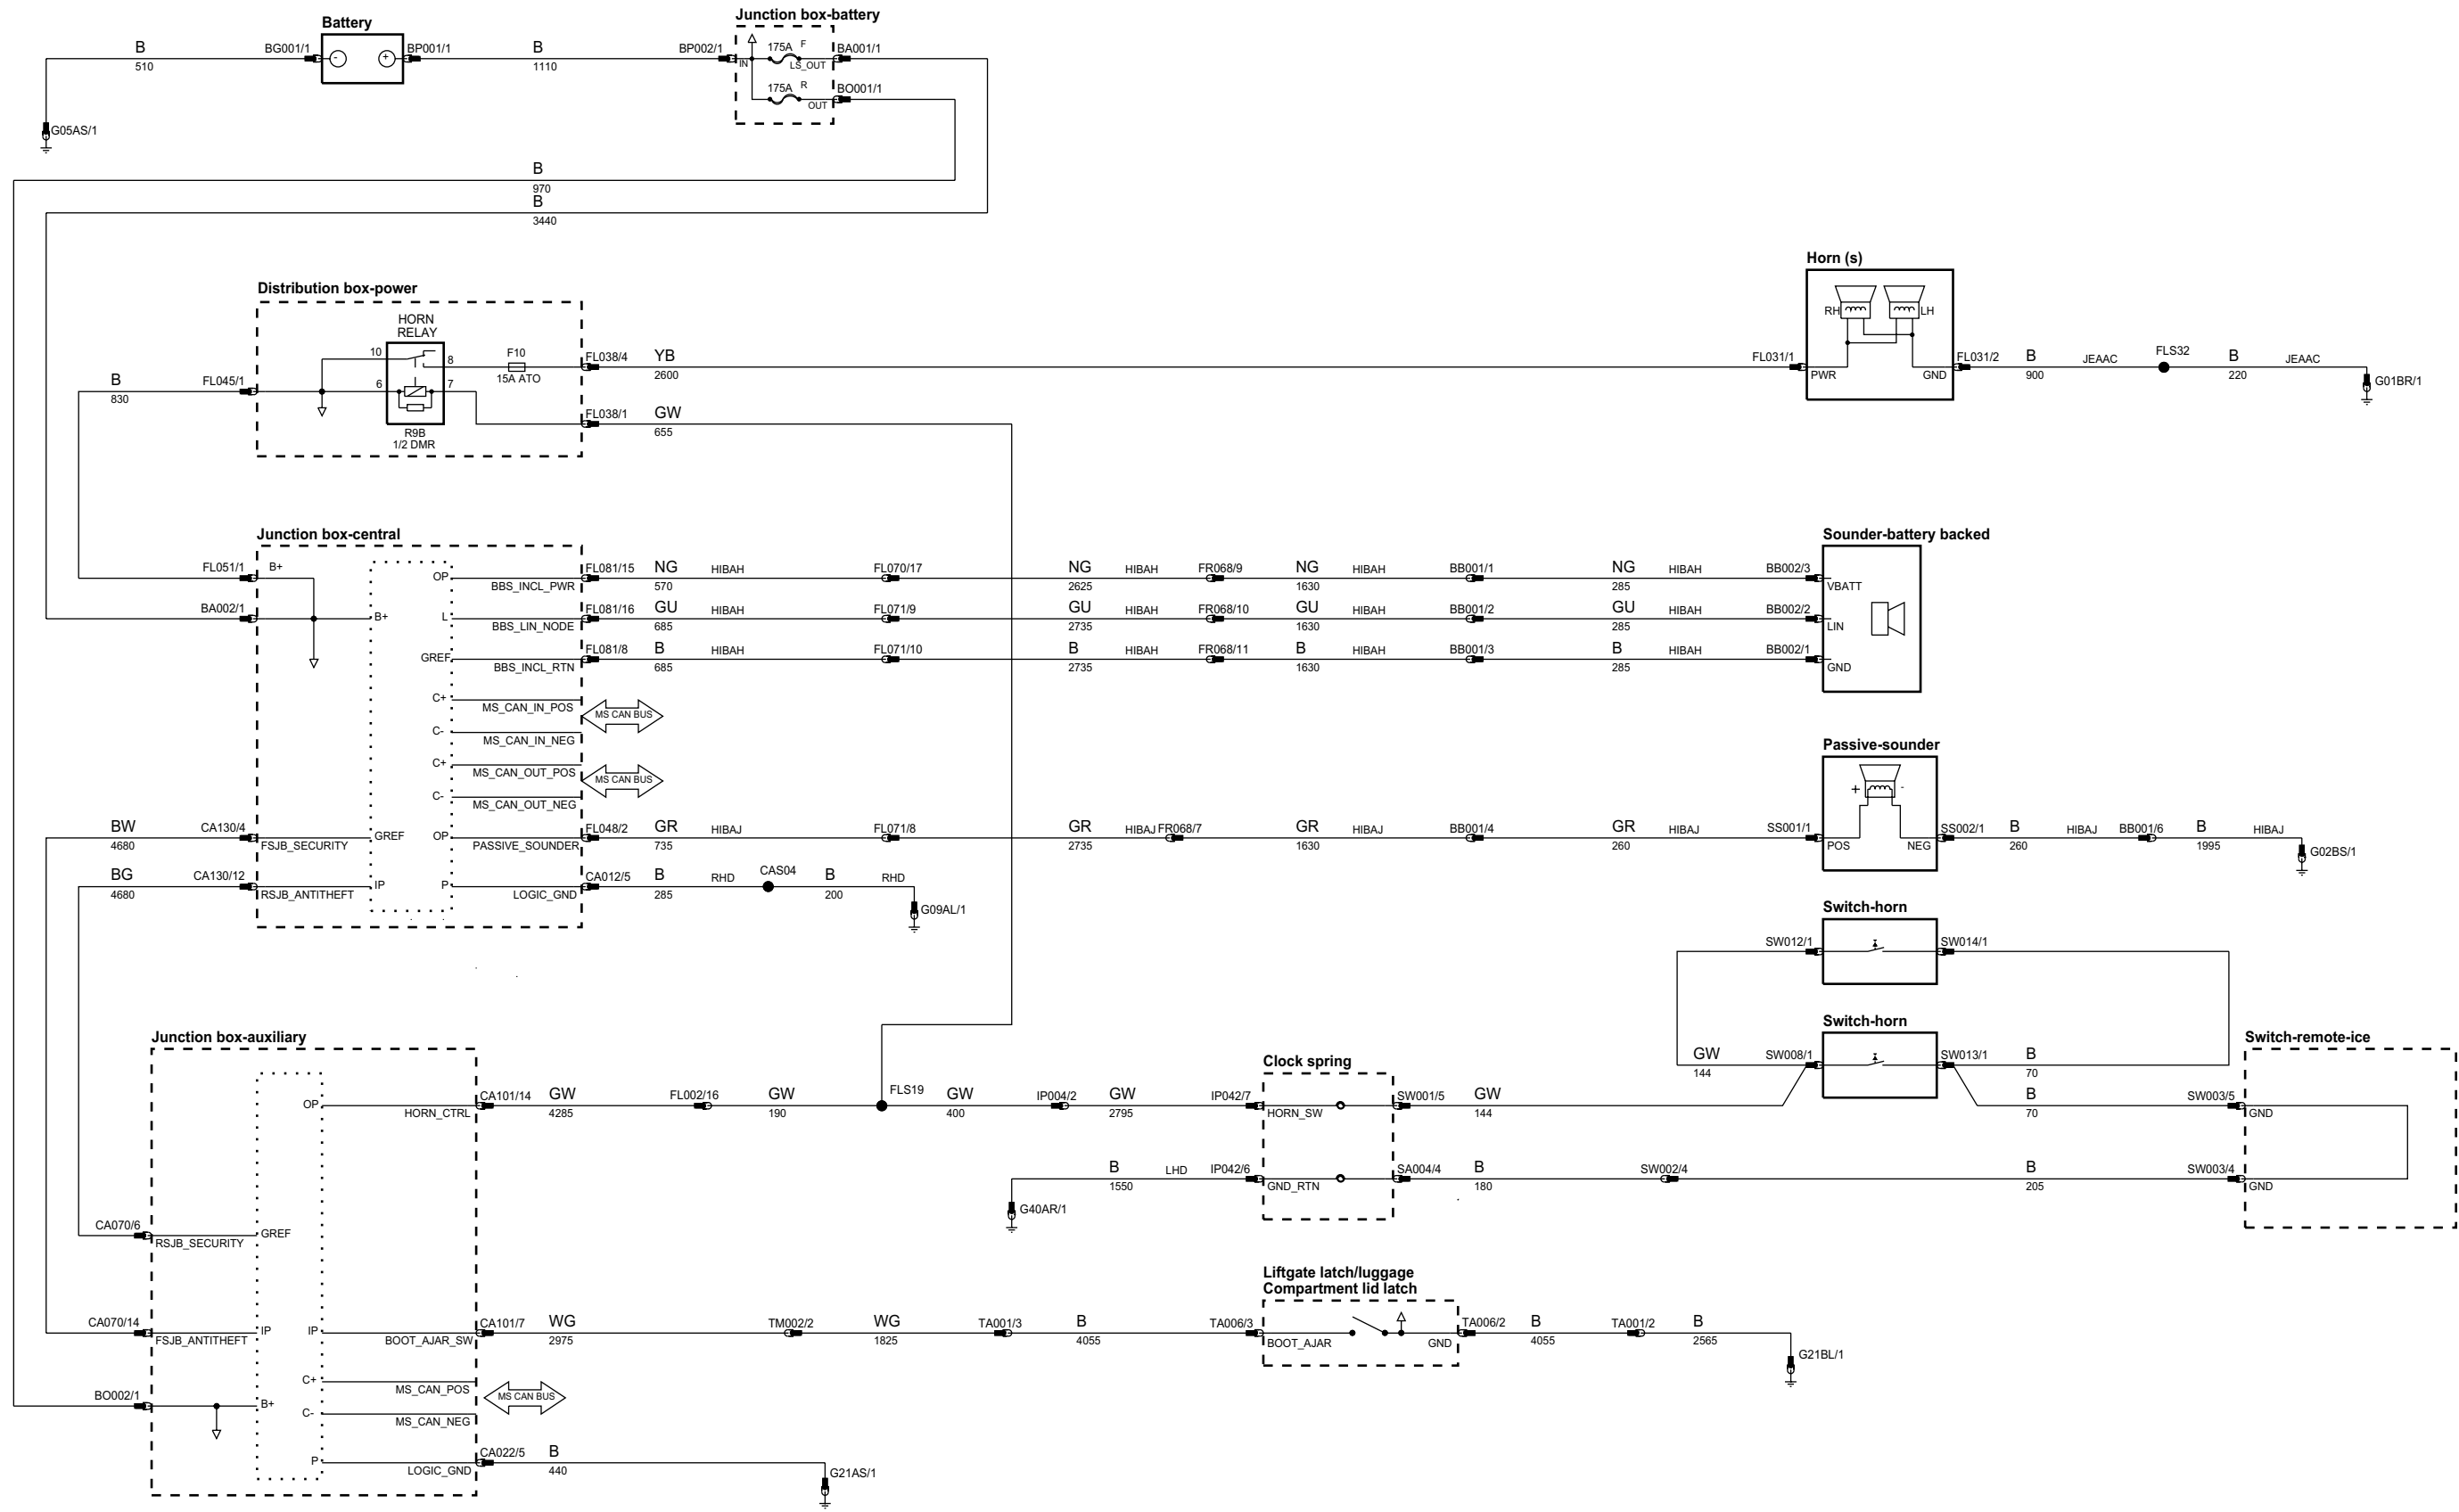 Battery
Junction box-battery
B
510
BG001/1
-
+
BP001/1
B
1110
BP002/1
IN
175A
F
LS_OUT
BA001/1
175A
R
OUT
BO001/1
G05AS/1
B
970
B
3440
Distribution box-power
HORN
RELAY
10
8
6
7
F10
15A ATO
R9B
1/2 DMR
B
830
FL045/1
FL038/4
YB
2600
FL038/1
GW
655
Horn (s)
RH
LH
FL031/1
PWR
GND
FL031/2
B
900
JEAAC
FLS32
B
220
JEAAC
G01BR/1
Junction box-central
FL051/1
B+
BA002/1
B+
OP
BBS_INCL_PWR
FL081/15
NG
570
HIBAH
FL070/17
NG
2625
HIBAH
FR068/9
NG
1630
HIBAH
BB001/1
NG
285
HIBAH
BB002/3
L
BBS_LIN_NODE
FL081/16
GU
685
HIBAH
FL071/9
GU
2735
HIBAH
FR068/10
GU
1630
HIBAH
BB001/2
GU
285
HIBAH
BB002/2
GREF
BBS_INCL_RTN
FL081/8
B
685
HIBAH
FL071/10
B
2735
HIBAH
FR068/11
B
1630
HIBAH
BB001/3
B
285
HIBAH
BB002/1
Sounder-battery backed
VBATT
LIN
GND
C+
MS_CAN_IN_POS
C-
MS_CAN_IN_NEG
MS CAN BUS
C+
MS_CAN_OUT_POS
C-
MS_CAN_OUT_NEG
MS CAN BUS
BW
4680
CA130/4
FSJB_SECURITY
GREF
OP
PASSIVE_SOUNDER
FL048/2
GR
735
HIBAJ
FL071/8
GR
2735
HIBAJ
FR068/7
GR
1630
HIBAJ
BB001/4
GR
260
HIBAJ
SS001/1
Passive-sounder
+
-
POS
NEG
SS002/1
B
260
HIBAJ
BB001/6
B
1995
HIBAJ
G02BS/1
BG
4680
CA130/12
RSJB_ANTITHEFT
IP
P
LOGIC_GND
CA012/5
B
285
RHD
CAS04
B
200
RHD
G09AL/1
Switch-horn
SW012/1
SW014/1
Switch-horn
GW
144
SW008/1
SW013/1
B
70
B
70
SW003/5
Switch-remote-ice
GND
GND
Junction box-auxiliary
OP
HORN_CTRL
CA101/14
GW
4285
FL002/16
GW
190
FLS19
GW
400
IP004/2
GW
2795
IP042/7
Clock spring
HORN_SW
SW001/5
GW
144
G40AR/1
B
1550
LHD
IP042/6
GND_RTN
SA004/4
B
180
SW002/4
B
205
SW003/4
CA070/6
RSJB_SECURITY
GREF
CA070/14
FSJB_ANTITHEFT
IP
IP
BOOT_AJAR_SW
CA101/7
WG
2975
TM002/2
WG
1825
TA001/3
B
4055
TA006/3
Liftgate latch/luggage
Compartment lid latch
BOOT_AJAR
GND
TA006/2
B
4055
TA001/2
B
2565
G21BL/1
BO002/1
B+
C+
MS_CAN_POS
C-
MS_CAN_NEG
MS CAN BUS
P
LOGIC_GND
CA022/5
B
440
G21AS/1